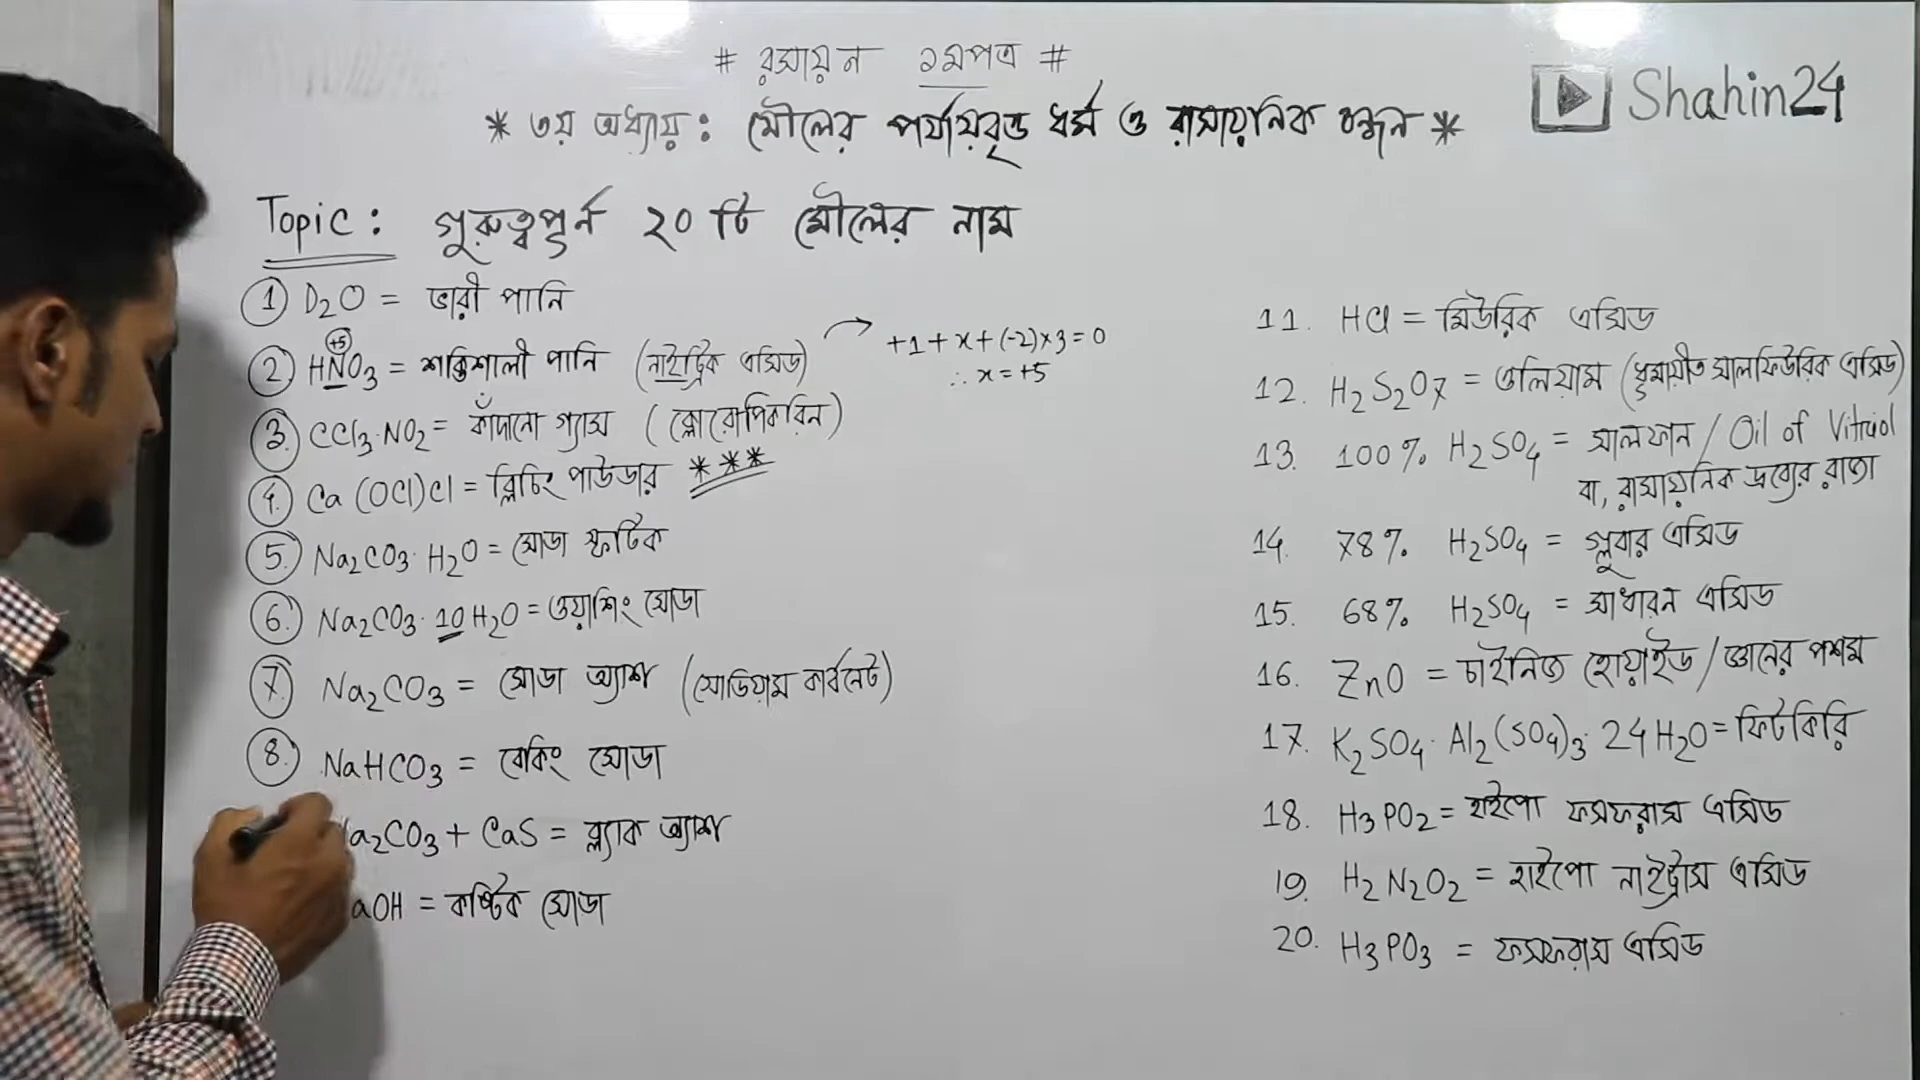 # রসায়ন ১মপত্র #
Shahin24
* ৩য় অধ্যায় : মৌলের পর্যায়বৃত্ত ধর্ম ও রাসায়নিক বন্ধন *
Topic : গুরুত্বপূর্ন ২০ টি মৌলের নাম
1 D₂O = ভারী পানি
+5
2 HNO₃ = শক্তিশালী পানি (নাইট্রিক এসিড) → +1 + x + (-2)×3 = 0
∴ x = +5
3. CCl₃·NO₂ = কাঁদানো গ্যাস (ক্লোরোপিকরিন)
4. Ca (OCl)Cl = ব্লিচিং পাউডার ***
5. Na₂CO₃·H₂O = সোডা স্ফটিক
6. Na₂CO₃·10H₂O = ওয়াশিং সোডা
7. Na₂CO₃ = সোডা অ্যাশ (সোডিয়াম কার্বনেট)
8. NaHCO₃ = বেকিং সোডা
a₂CO₃ + CaS = ব্ল্যাক অ্যাশ
aOH = কষ্টিক সোডা
11. HCl = মিউরিক এসিড
12. H₂S₂O₇ = ওলিয়াম (ধূমায়ীত সালফিউরিক এসিড)
13. 100% H₂SO₄ = সালফান / Oil of Vitriol
বা, রাসায়নিক দ্রব্যের রাজা
14. 78% H₂SO₄ = গ্লুবার এসিড
15. 68% H₂SO₄ = সাধারন এসিড
16. ZnO = চাইনিজ হোয়াইড / জ্ঞানের পশম
17. K₂SO₄·Al₂(SO₄)₃·24H₂O = ফিটকিরি
18. H₃PO₂ = হাইপো ফসফরাস এসিড
19. H₂N₂O₂ = হাইপো নাইট্রাস এসিড
20. H₃PO₃ = ফসফরাস এসিড